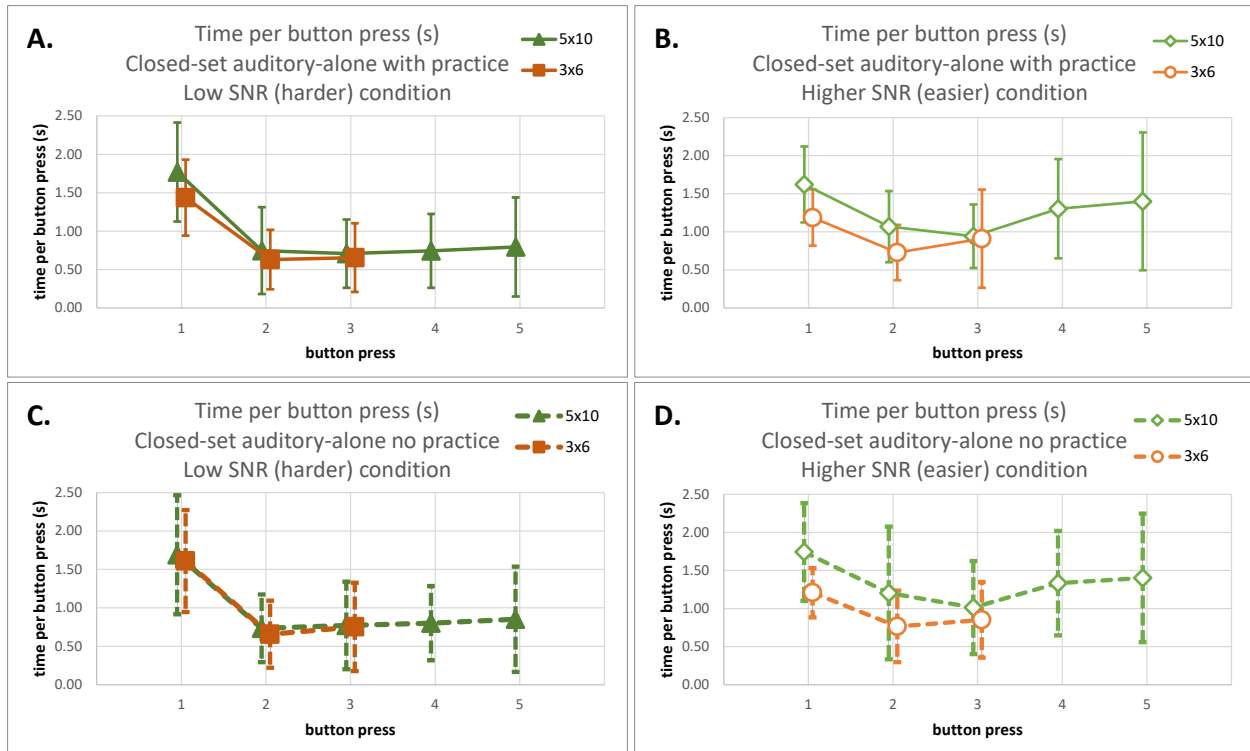 A.
Time per button press (s)
Closed-set auditory-alone with practice
Low SNR (harder) condition
5x10
3x6
time per button press (s)
2.50
2.00
1.50
1.00
0.50
0.00
1 2 3 4 5
button press
B.
Time per button press (s)
Closed-set auditory-alone with practice
Higher SNR (easier) condition
5x10
3x6
time per button press (s)
2.50
2.00
1.50
1.00
0.50
0.00
1 2 3 4 5
button press
C.
Time per button press (s)
Closed-set auditory-alone no practice
Low SNR (harder) condition
5x10
3x6
time per button press (s)
2.50
2.00
1.50
1.00
0.50
0.00
1 2 3 4 5
button press
D.
Time per button press (s)
Closed-set auditory-alone no practice
Higher SNR (easier) condition
5x10
3x6
time per button press (s)
2.50
2.00
1.50
1.00
0.50
0.00
1 2 3 4 5
button press